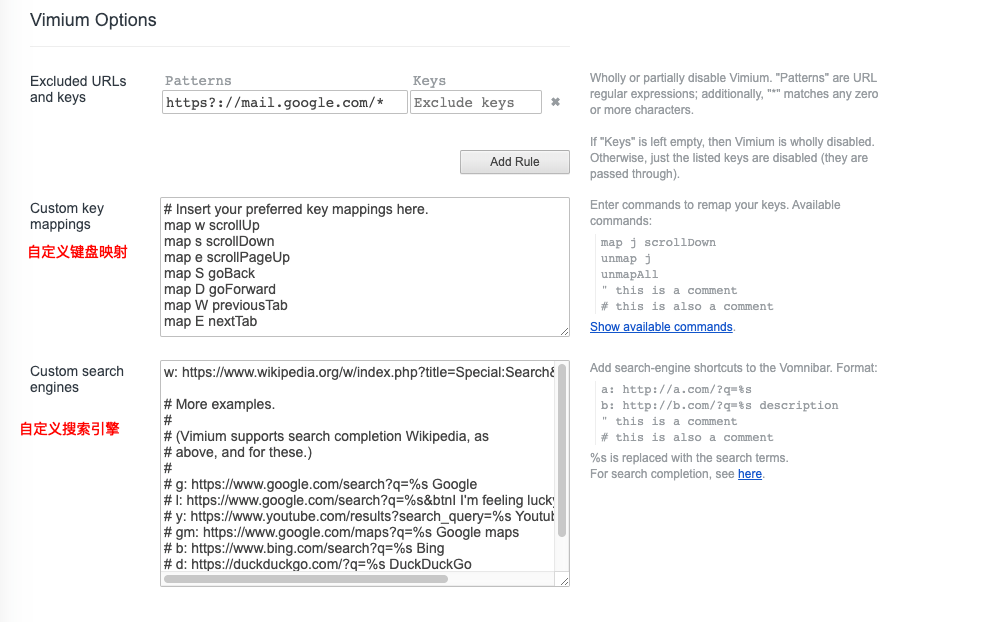 Vimium Options
Excluded URLs
and keys
Patterns
Keys
https?://mail.google.com/*
Exclude keys
✖
Add Rule
Wholly or partially disable Vimium. "Patterns" are URL
regular expressions; additionally, "*" matches any zero
or more characters.
If "Keys" is left empty, then Vimium is wholly disabled.
Otherwise, just the listed keys are disabled (they are
passed through).
Custom key
mappings
自定义键盘映射
# Insert your preferred key mappings here.
map w scrollUp
map s scrollDown
map e scrollPageUp
map S goBack
map D goForward
map W previousTab
map E nextTab
Enter commands to remap your keys. Available
commands:
map j scrollDown
unmap j
unmapAll
" this is a comment
# this is also a comment
Show available commands.
Custom search
engines
自定义搜索引擎
w: https://www.wikipedia.org/w/index.php?title=Special:Search&
# More examples.
#
# (Vimium supports search completion Wikipedia, as
# above, and for these.)
#
# g: https://www.google.com/search?q=%s Google
# l: https://www.google.com/search?q=%s&btnI I'm feeling lucky
# y: https://www.youtube.com/results?search_query=%s Youtub
# gm: https://www.google.com/maps?q=%s Google maps
# b: https://www.bing.com/search?q=%s Bing
# d: https://duckduckgo.com/?q=%s DuckDuckGo
Add search-engine shortcuts to the Vomnibar. Format:
a: http://a.com/?q=%s
b: http://b.com/?q=%s description
" this is a comment
# this is also a comment
%s is replaced with the search terms.
For search completion, see here.